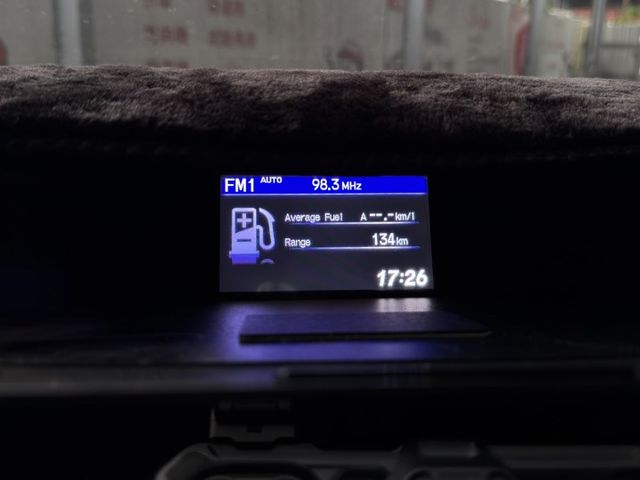 FM1 AUTO 98.3 MHz
Average Fuel A --.- km/l
Range 134 km
17:26